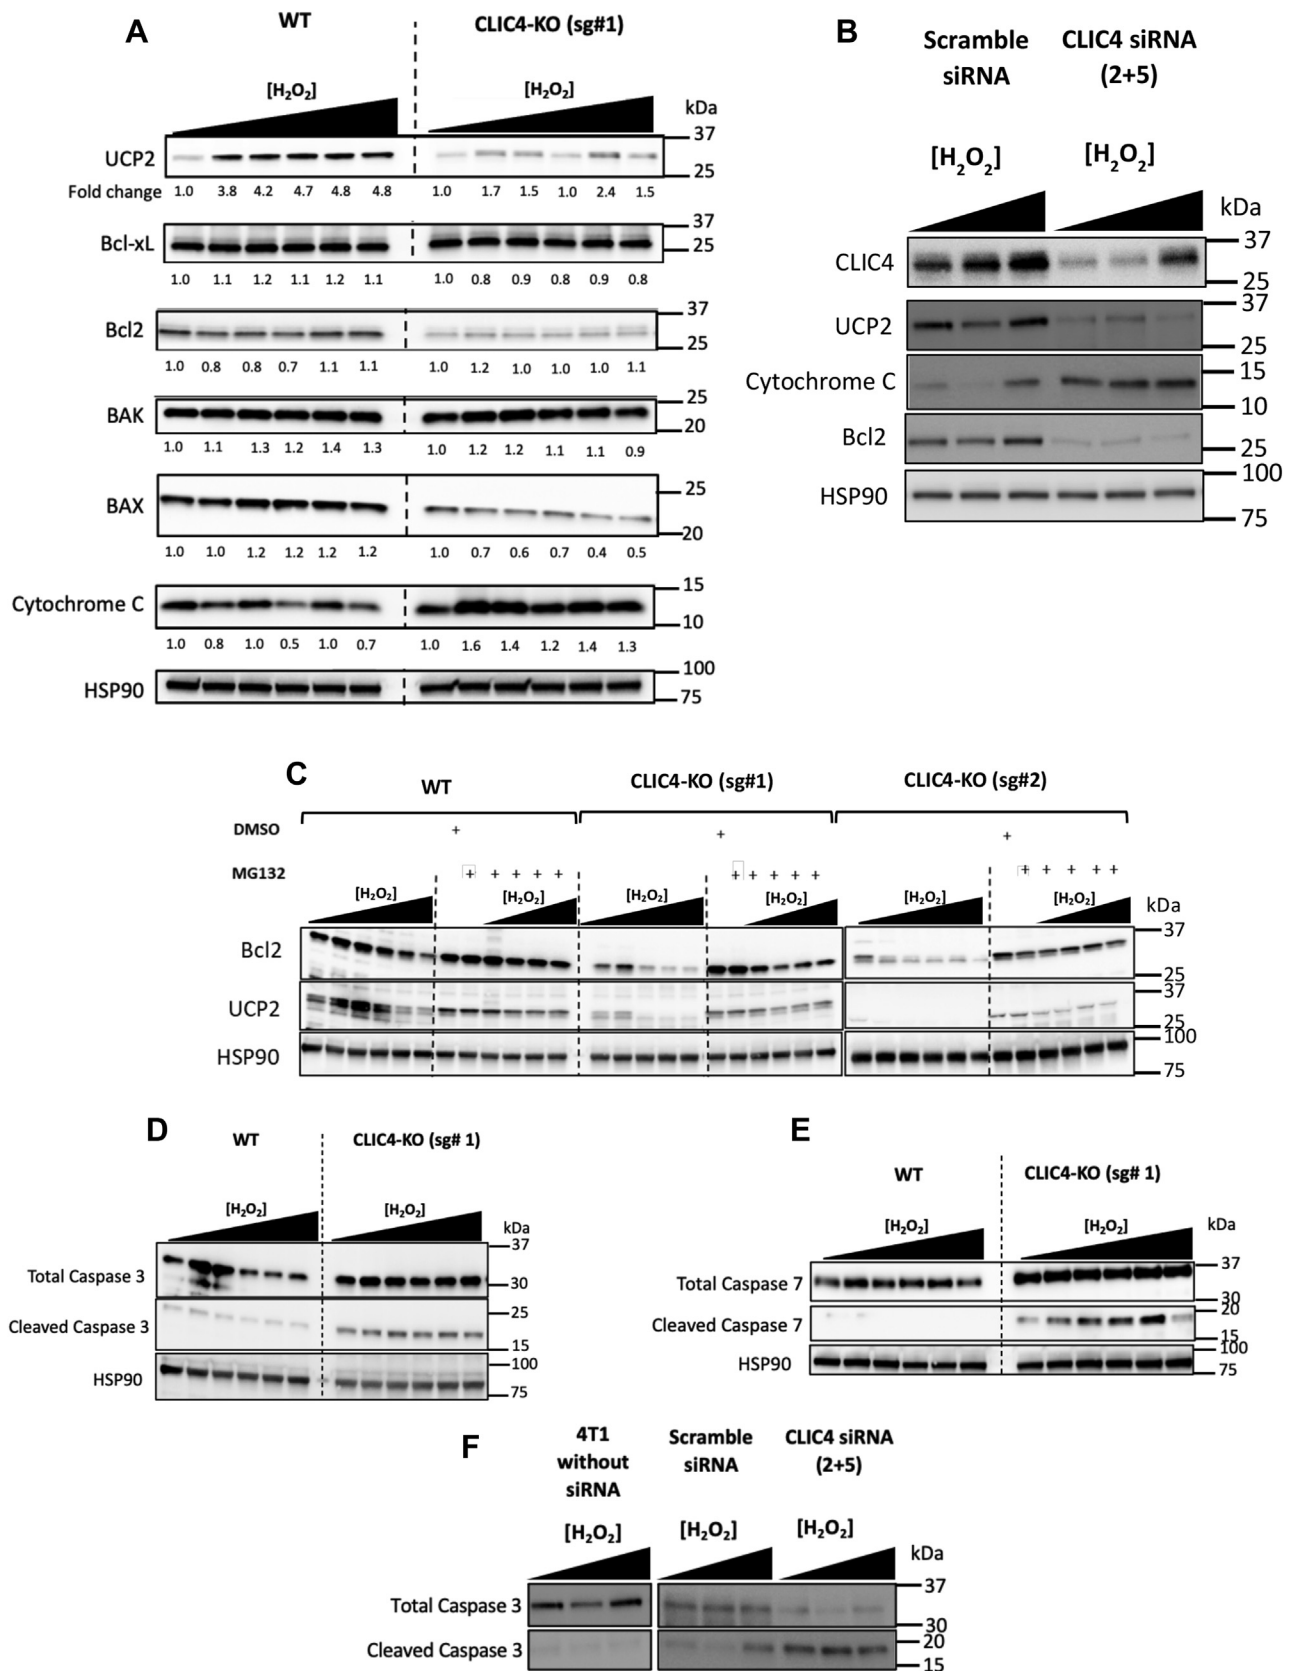 A
WT
CLIC4-KO (sg#1)
[H₂O₂]
[H₂O₂]
kDa
UCP2
37
25
Fold change 1.0 3.8 4.2 4.7 4.8 4.8 1.0 1.7 1.5 1.0 2.4 1.5
Bcl-xL
37
25
1.0 1.1 1.2 1.1 1.2 1.1 1.0 0.8 0.9 0.8 0.9 0.8
Bcl2
37
25
1.0 0.8 0.8 0.7 1.1 1.1 1.0 1.2 1.0 1.0 1.0 1.1
BAK
25
20
1.0 1.1 1.3 1.2 1.4 1.3 1.0 1.2 1.2 1.1 1.1 0.9
BAX
25
20
1.0 1.0 1.2 1.2 1.2 1.2 1.0 0.7 0.6 0.7 0.4 0.5
Cytochrome C
15
10
1.0 0.8 1.0 0.5 1.0 0.7 1.0 1.6 1.4 1.2 1.4 1.3
HSP90
100
75
B
Scramble
siRNA
CLIC4 siRNA
(2+5)
[H₂O₂]
[H₂O₂]
kDa
CLIC4
37
25
UCP2
37
25
Cytochrome C
15
10
Bcl2
25
HSP90
100
75
C
WT
CLIC4-KO (sg#1)
CLIC4-KO (sg#2)
DMSO + + +
MG132 + + + + + + + + + + + + + + +
[H₂O₂]
[H₂O₂]
[H₂O₂]
[H₂O₂]
[H₂O₂]
[H₂O₂]
kDa
Bcl2
37
25
UCP2
37
25
HSP90
100
75
D
WT
CLIC4-KO (sg# 1)
[H₂O₂]
[H₂O₂]
kDa
Total Caspase 3
37
30
Cleaved Caspase 3
25
15
HSP90
100
75
E
WT
CLIC4-KO (sg# 1)
[H₂O₂]
[H₂O₂]
kDa
Total Caspase 7
37
30
Cleaved Caspase 7
20
15
HSP90
100
75
F
4T1
without
siRNA
Scramble
siRNA
CLIC4 siRNA
(2+5)
[H₂O₂]
[H₂O₂]
[H₂O₂]
kDa
Total Caspase 3
37
30
Cleaved Caspase 3
20
15